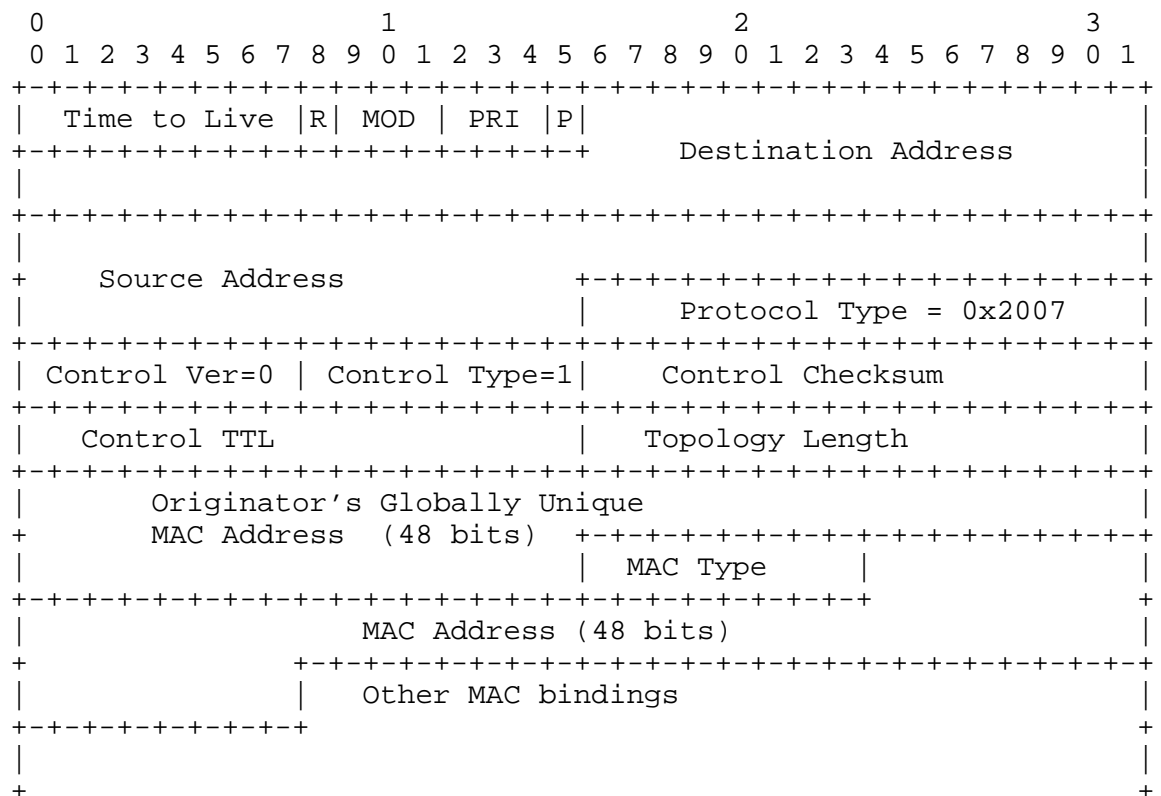 0                   1                   2                   3
 0 1 2 3 4 5 6 7 8 9 0 1 2 3 4 5 6 7 8 9 0 1 2 3 4 5 6 7 8 9 0 1
+-+-+-+-+-+-+-+-+-+-+-+-+-+-+-+-+-+-+-+-+-+-+-+-+-+-+-+-+-+-+-+-+
|  Time to Live |R| MOD | PRI |P|                               |
+-+-+-+-+-+-+-+-+-+-+-+-+-+-+-+-+     Destination Address       |
|                                                               |
+-+-+-+-+-+-+-+-+-+-+-+-+-+-+-+-+-+-+-+-+-+-+-+-+-+-+-+-+-+-+-+-+
|                                                               |
+    Source Address             +-+-+-+-+-+-+-+-+-+-+-+-+-+-+-+-+
|                               |     Protocol Type = 0x2007    |
+-+-+-+-+-+-+-+-+-+-+-+-+-+-+-+-+-+-+-+-+-+-+-+-+-+-+-+-+-+-+-+-+
| Control Ver=0 | Control Type=1|    Control Checksum           |
+-+-+-+-+-+-+-+-+-+-+-+-+-+-+-+-+-+-+-+-+-+-+-+-+-+-+-+-+-+-+-+-+
|   Control TTL                 |   Topology Length             |
+-+-+-+-+-+-+-+-+-+-+-+-+-+-+-+-+-+-+-+-+-+-+-+-+-+-+-+-+-+-+-+-+
|       Originator’s Globally Unique                            |
+       MAC Address  (48 bits)  +-+-+-+-+-+-+-+-+-+-+-+-+-+-+-+-+
|                               |  MAC Type     |               |
+-+-+-+-+-+-+-+-+-+-+-+-+-+-+-+-+-+-+-+-+-+-+-+-+               +
|                   MAC Address (48 bits)                       |
+               +-+-+-+-+-+-+-+-+-+-+-+-+-+-+-+-+-+-+-+-+-+-+-+-+
|               |   Other MAC bindings                          |
+-+-+-+-+-+-+-+-+                                               +
|                                                               |
+                                                               +